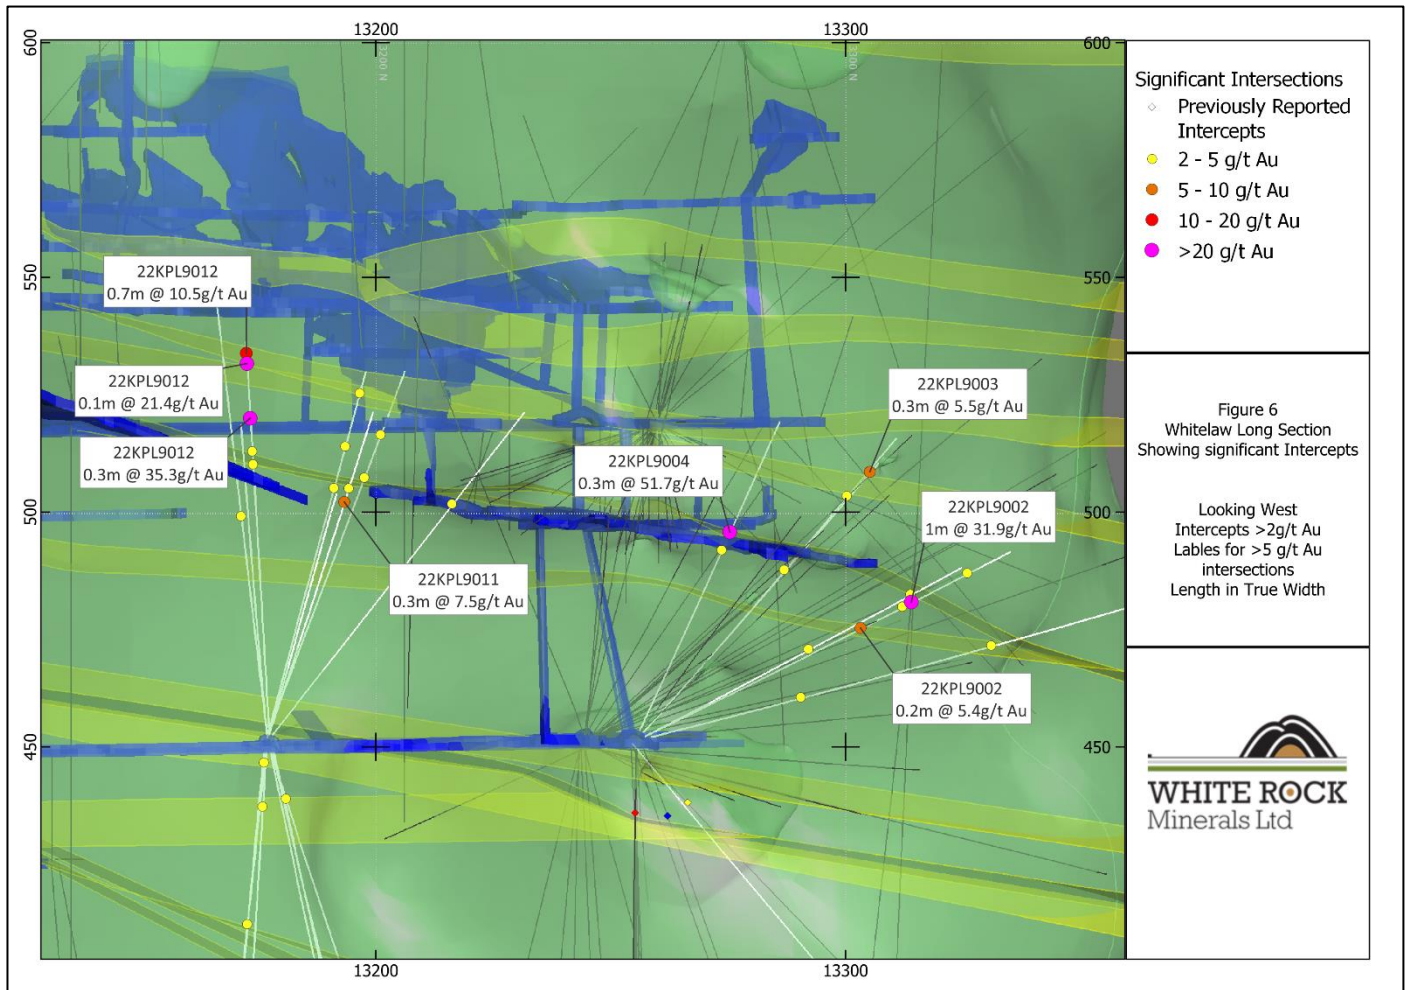 13200
13300
600
600
3200 N
3300 N
550
550
500
500
450
450
13200
13300
22KPL9012
0.7m @ 10.5g/t Au
22KPL9012
0.1m @ 21.4g/t Au
22KPL9012
0.3m @ 35.3g/t Au
22KPL9011
0.3m @ 7.5g/t Au
22KPL9004
0.3m @ 51.7g/t Au
22KPL9003
0.3m @ 5.5g/t Au
22KPL9002
1m @ 31.9g/t Au
22KPL9002
0.2m @ 5.4g/t Au
Significant Intersections
Previously Reported
Intercepts
2 - 5 g/t Au
5 - 10 g/t Au
10 - 20 g/t Au
>20 g/t Au
Figure 6
Whitelaw Long Section
Showing significant Intercepts
Looking West
Intercepts >2g/t Au
Lables for >5 g/t Au
intersections
Length in True Width
WHITE ROCK
Minerals Ltd